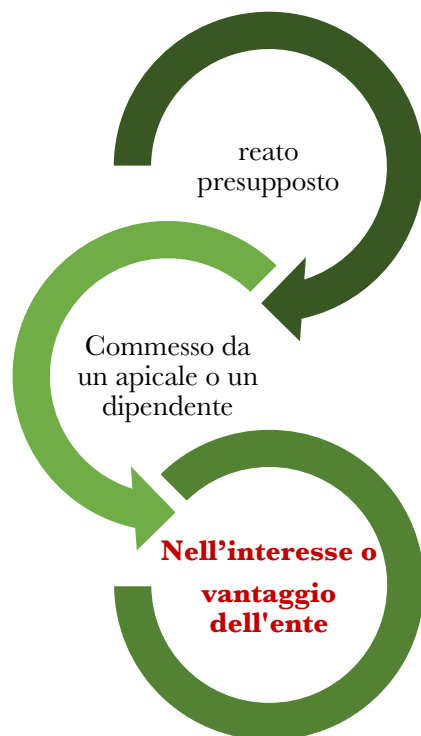 reato
presupposto
Commesso da
un apicale o un
dipendente
Nell’interesse o
vantaggio
dell'ente